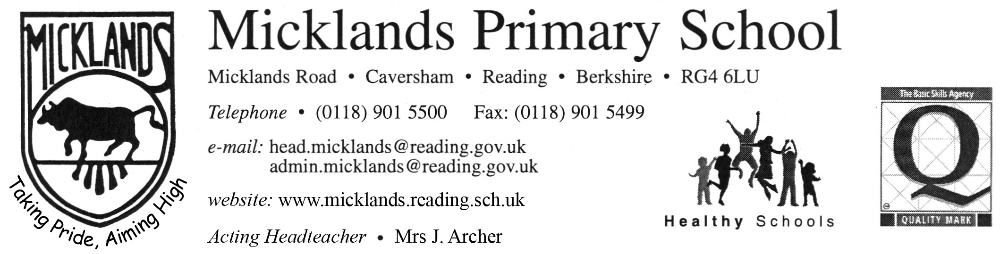 MICKLANDS
Taking Pride, Aiming High
Micklands Primary School
Micklands Road • Caversham • Reading • Berkshire • RG4 6LU
Telephone • (0118) 901 5500 Fax: (0118) 901 5499
e-mail: head.micklands@reading.gov.uk
admin.micklands@reading.gov.uk
website: www.micklands.reading.sch.uk
Acting Headteacher • Mrs J. Archer
Healthy Schools
The Basic Skills Agency
Q
QUALITY MARK